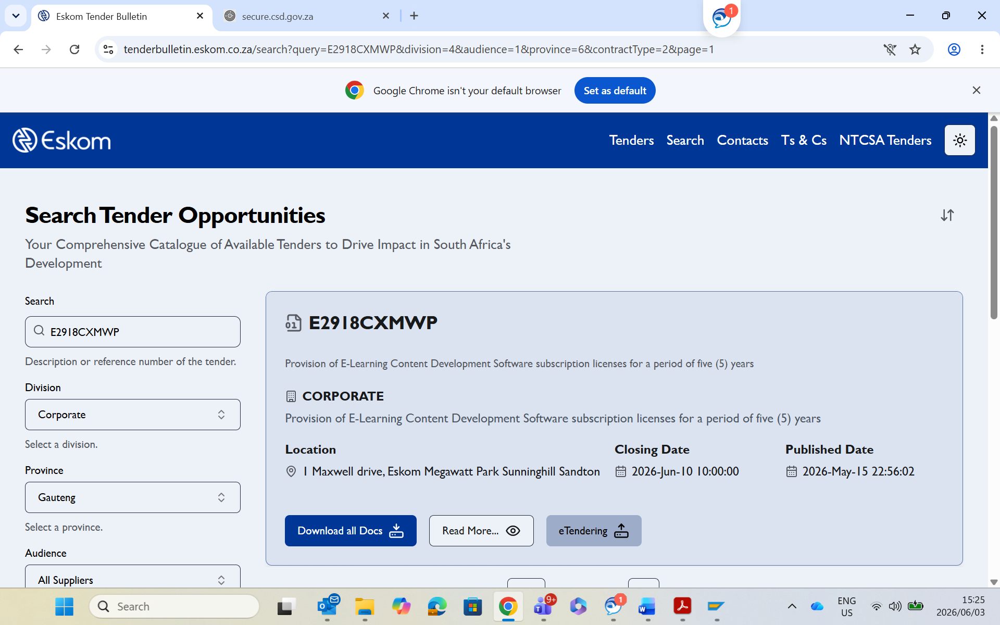 Eskom Tender Bulletin
secure.csd.gov.za
1
tenderbulletin.eskom.co.za/search?query=E2918CXMWP&division=4&audience=1&province=6&contractType=2&page=1
Google Chrome isn't your default browser
Set as default
Eskom
Tenders
Search
Contacts
Ts & Cs
NTCSA Tenders
Search Tender Opportunities
Your Comprehensive Catalogue of Available Tenders to Drive Impact in South Africa's
Development
Search
E2918CXMWP
Description or reference number of the tender.
Division
Corporate
Select a division.
Province
Gauteng
Select a province.
Audience
All Suppliers
01
E2918CXMWP
Provision of E-Learning Content Development Software subscription licenses for a period of five (5) years
CORPORATE
Provision of E-Learning Content Development Software subscription licenses for a period of five (5) years
Location
1 Maxwell drive, Eskom Megawatt Park Sunninghill Sandton
Closing Date
2026-Jun-10 10:00:00
Published Date
2026-May-15 22:56:02
Download all Docs
Read More...
eTendering
Search
9+
1
ENG
US
15:25
2026/06/03